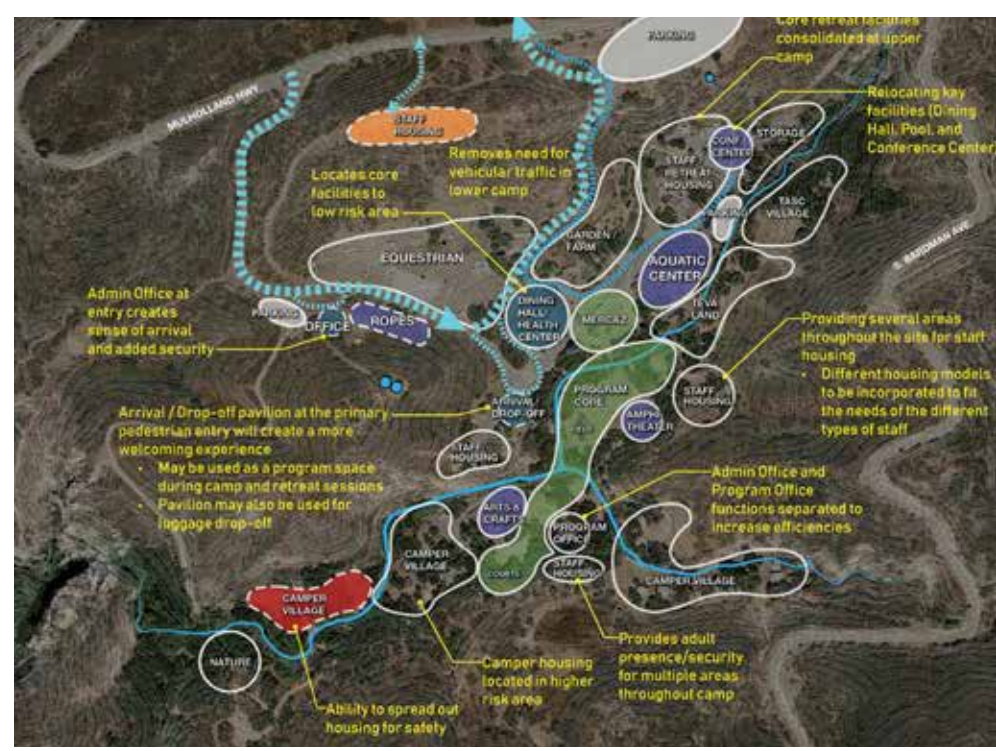 Core retreat facilities
consolidated at upper
camp
PARKING
MULHOLLAND HWY
STAFF
HOUSING
Relocating key
facilities (Dining
Hall, Pool, and
Conference Center)
CONF.
CENTER
STORAGE
STAFF /
RETREAT
HOUSING
Removes need for
vehicular traffic in
lower camp
Locates core
facilities to
low risk area
PARKING
TASC
VILLAGE
GARDEN
FARM
EQUESTRIAN
AQUATIC
CENTER
S. BARDMAN AVE.
Admin Office at
entry creates
sense of arrival
and added security
PARKING
OFFICE
ROPES
DINING
HALL/
HEALTH
CENTER
MERCAZ
TEVA
LAND
Providing several areas
throughout the site for staff
housing
• Different housing models
to be incorporated to fit
the needs of the different
types of staff
PROGRAM
CORE
STAFF
HOUSING
ARRIVAL
DROP-OFF
AMPHI
THEATER
Arrival / Drop-off pavilion at the primary
pedestrian entry will create a more
welcoming experience
• May be used as a program space
during camp and retreat sessions
• Pavilion may also be used for
luggage drop-off
STAFF
HOUSING
Admin Office and
Program Office
functions separated to
increase efficiencies
ARTS &
CRAFTS
PROGRAM
OFFICE
CAMPER
VILLAGE
COURTS
STAFF
HOUSING
CAMPER VILLAGE
CAMPER
VILLAGE
NATURE
Camper housing
located in higher
risk area
Provides adult
presence/security
for multiple areas
throughout camp
Ability to spread out
housing for safety